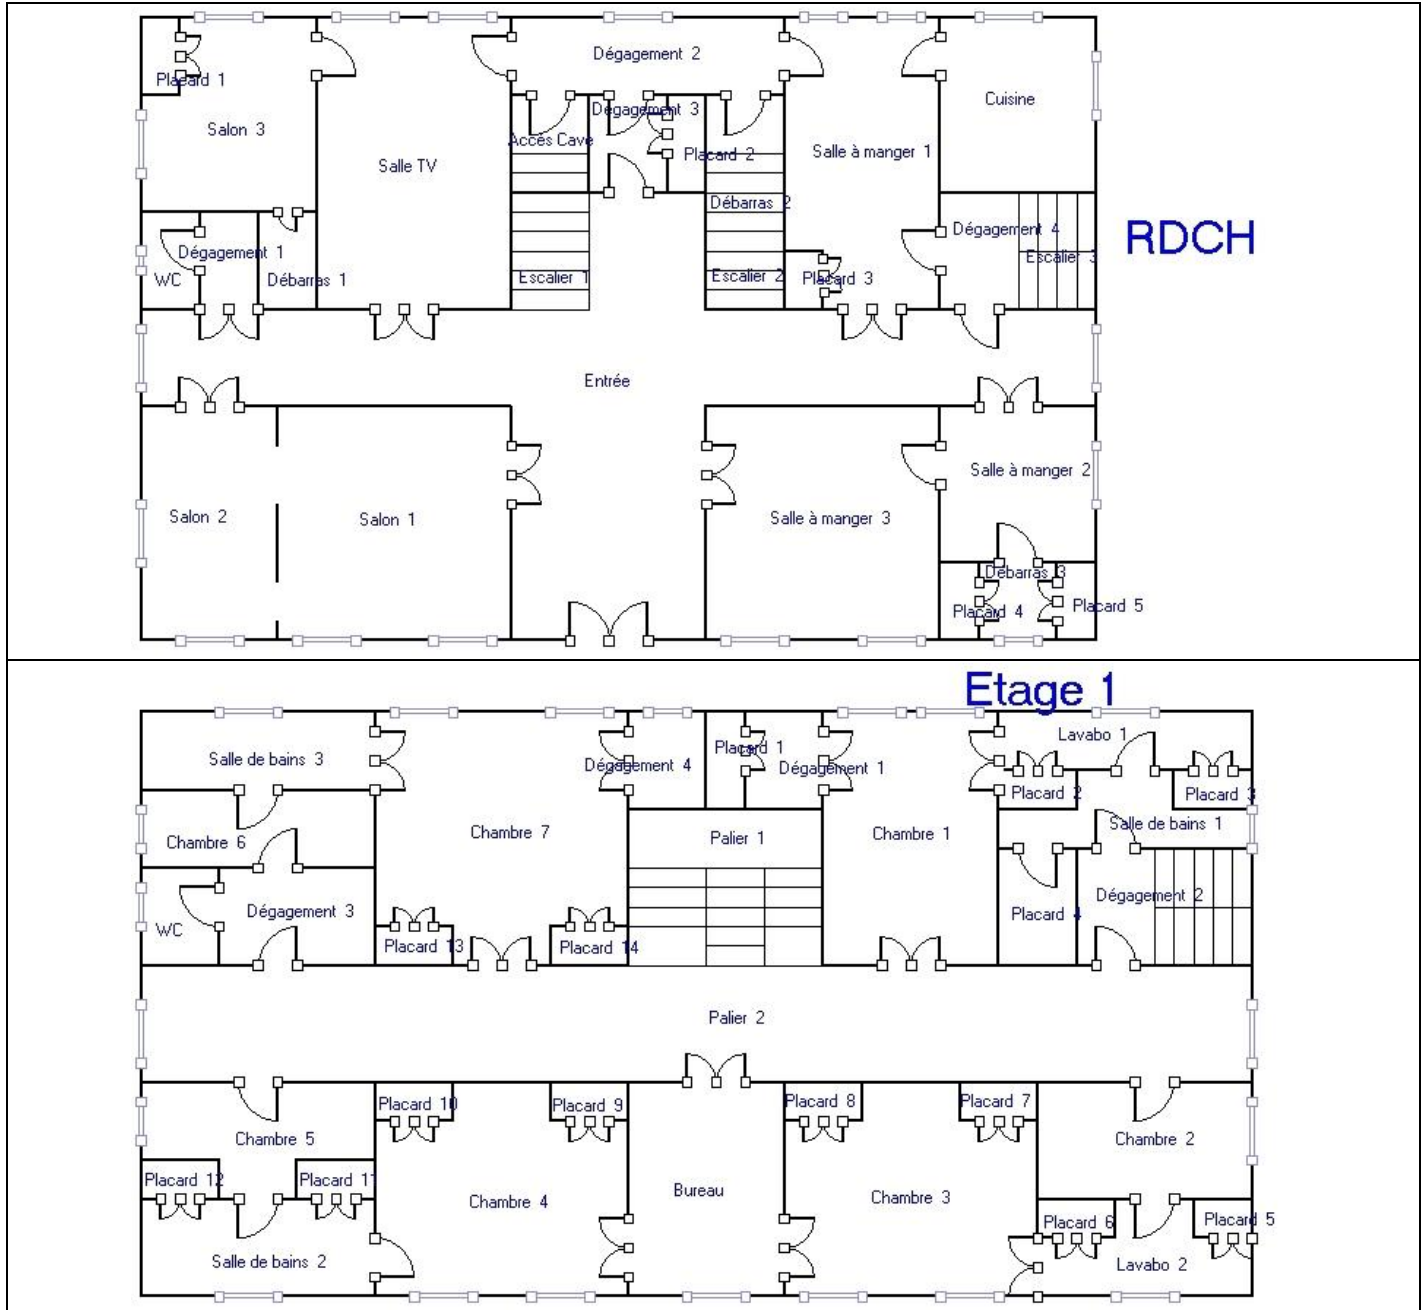 Dégagement 2
Placard 1
Cuisine
Dégagement 3
Salon 3
Accès Cave
Placard 2
Salle à manger 1
Salle TV
Débarras 2
Dégagement 4
RDCH
Dégagement 1
Escalier 3
WC
Débarras 1
Escalier 1
Escalier 2
Placard 3
Entrée
Salle à manger 2
Salon 2
Salon 1
Salle à manger 3
Débarras 3
Placard 4
Placard 5
Etage 1
Lavabo 1
Salle de bains 3
Placard 1
Dégagement 4
Dégagement 1
Placard 2
Placard 3
Chambre 6
Chambre 7
Palier 1
Chambre 1
Salle de bains 1
Dégagement 2
Dégagement 3
Placard 4
WC
Placard 13
Placard 14
Palier 2
Placard 10
Placard 9
Placard 8
Placard 7
Chambre 5
Chambre 2
Placard 12
Placard 11
Chambre 4
Bureau
Chambre 3
Placard 6
Placard 5
Salle de bains 2
Lavabo 2